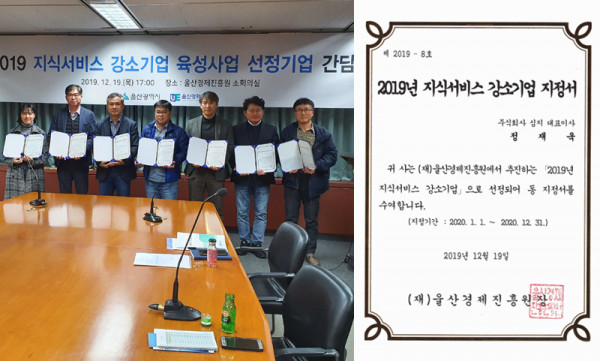 2019 지식서비스 강소기업 육성사업 선정기업 간담
2019. 12. 19.(목) 17:00 장소 : 울산경제진흥원 소회의실
울산광역시
제 2019 - 8호
2019년 지식서비스 강소기업 지정서
주식회사 심지 대표이사
정 재 욱
귀 사는 (재)울산경제진흥원에서 추진하는 「2019년
지식서비스 강소기업」으로 선정되어 동 지정서를
수여합니다.
(지정기간 : 2020. 1. 1. ~ 2020. 12. 31.)
2019년 12월 19일
(재)울산경제진흥원장